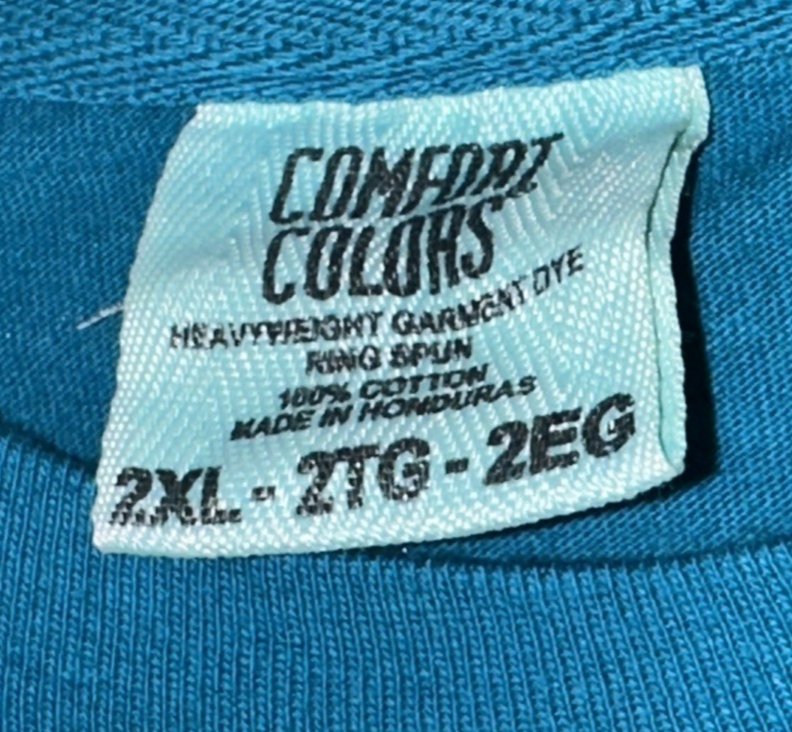 COMFORT
COLORS
HEAVYWEIGHT GARMENT DYE
RING SPUN
100% COTTON
MADE IN HONDURAS
2XL - 2TG - 2EG